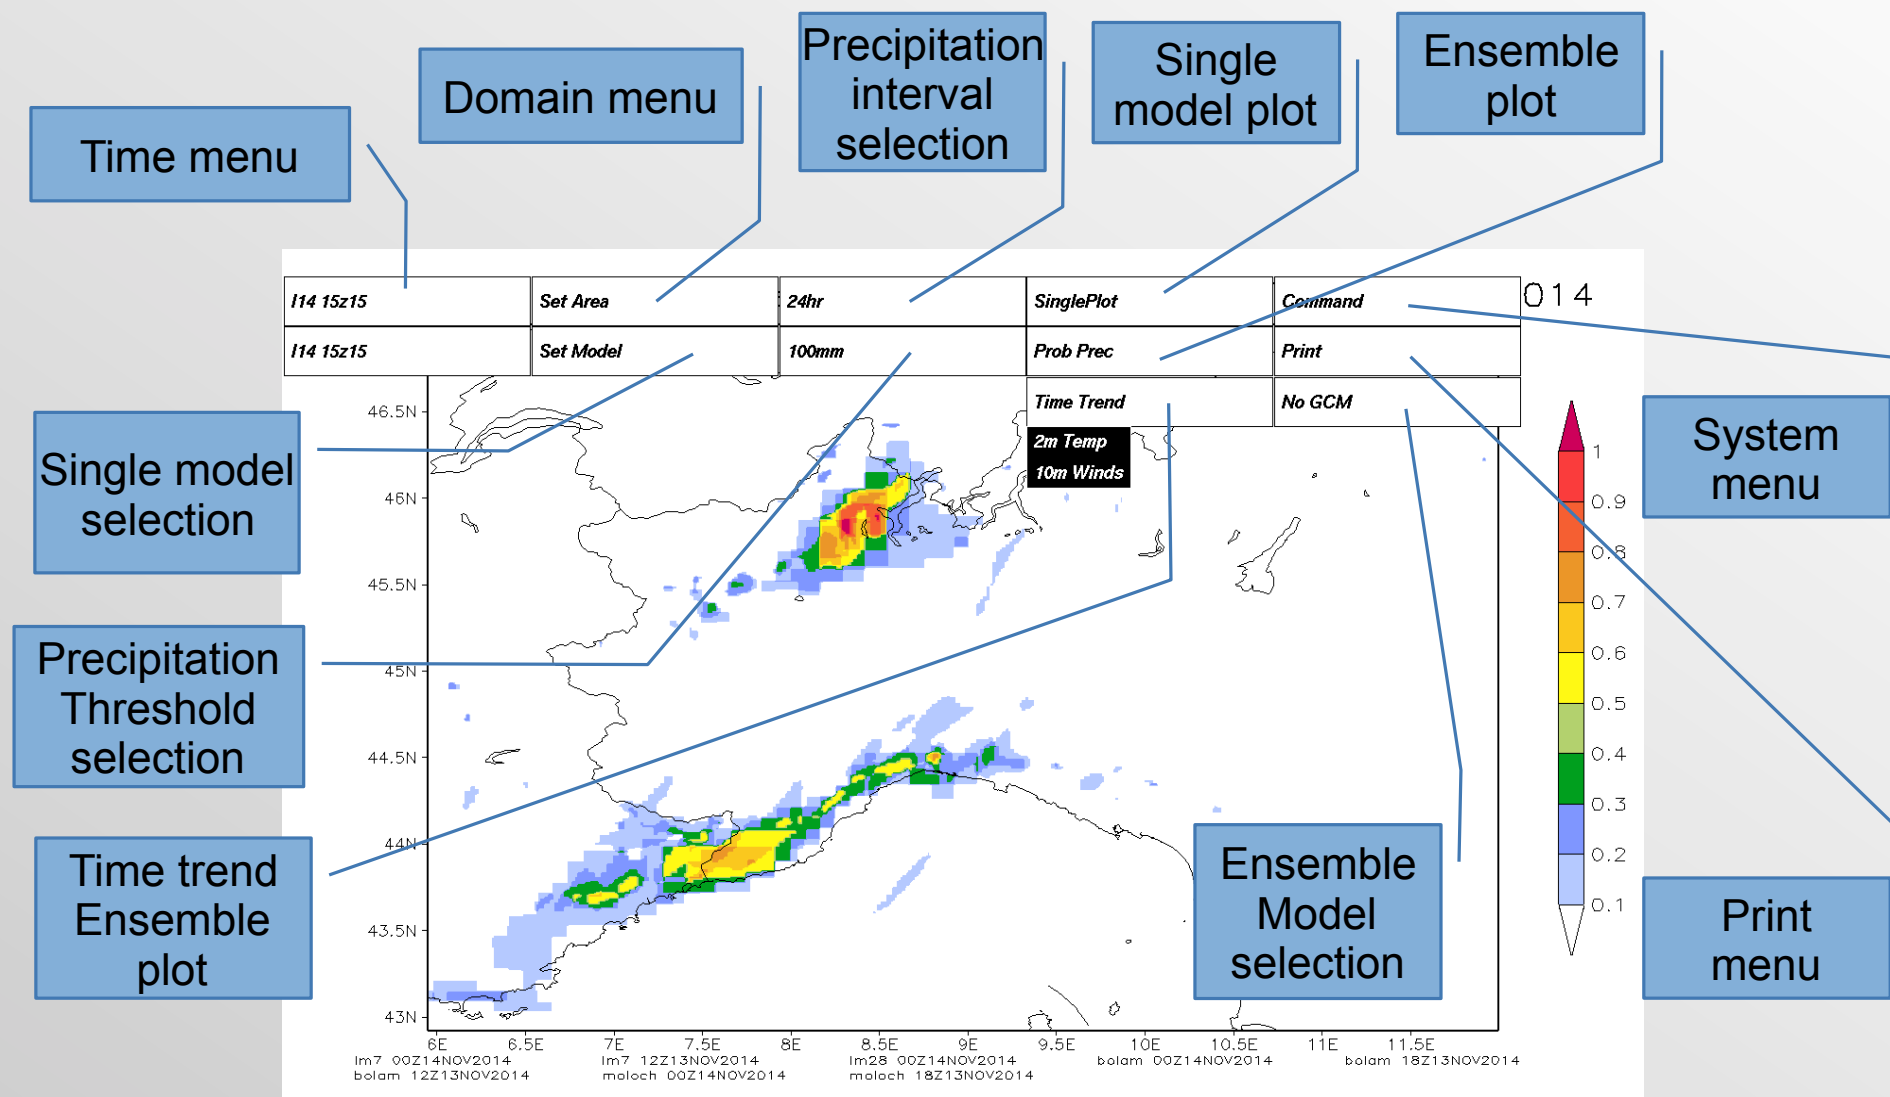 Precipitation
interval
selection
Single
model plot
Ensemble
plot
Domain menu
Time menu
I14 15z15
Set Area
24hr
SinglePlot
Command
014
I14 15z15
Set Model
100mm
Prob Prec
Print
Time Trend
No GCM
2m Temp
10m Winds
Single model
selection
Precipitation
Threshold
selection
Time trend
Ensemble
plot
System
menu
Print
menu
Ensemble
Model
selection
46.5N
46N
45.5N
45N
44.5N
44N
43.5N
43N
6E 6.5E 7E 7.5E 8E 8.5E 9E 9.5E 10E 10.5E 11E 11.5E
1
0.9
0.8
0.7
0.6
0.5
0.4
0.3
0.2
0.1
lm7 00Z14NOV2014 lm7 12Z13NOV2014 lm28 00Z14NOV2014 bolam 00Z14NOV2014 bolam 18Z13NOV2014
bolam 12Z13NOV2014 moloch 00Z14NOV2014 moloch 18Z13NOV2014